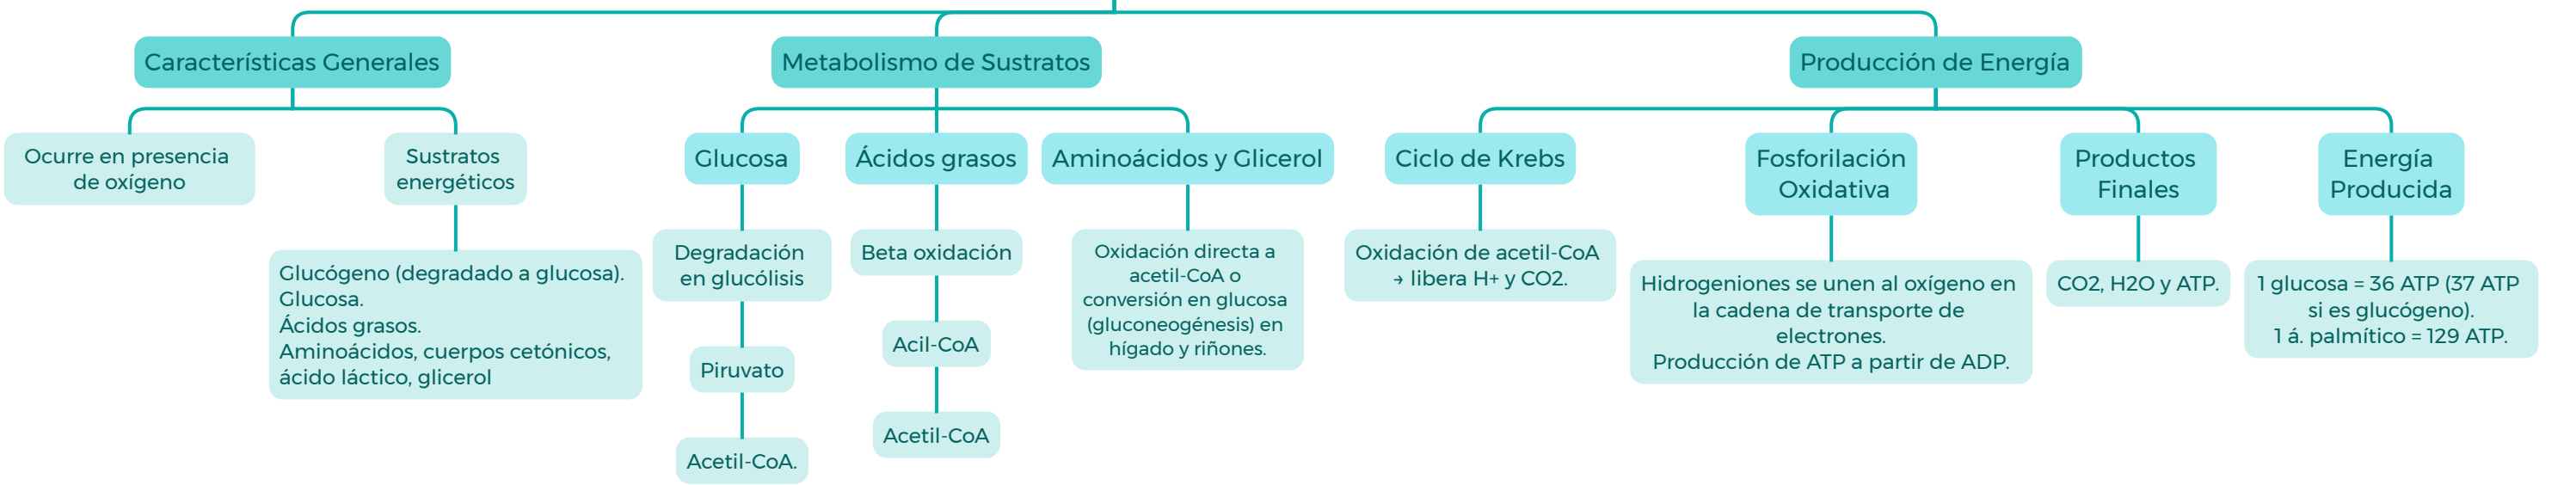 Características Generales
Metabolismo de Sustratos
Producción de Energía
Ocurre en presencia
de oxígeno
Sustratos
energéticos
Glucógeno (degradado a glucosa).
Glucosa.
Ácidos grasos.
Aminoácidos, cuerpos cetónicos,
ácido láctico, glicerol
Glucosa
Degradación
en glucólisis
Piruvato
Acetil-CoA.
Ácidos grasos
Beta oxidación
Acil-CoA
Acetil-CoA
Aminoácidos y Glicerol
Oxidación directa a
acetil-CoA o
conversión en glucosa
(gluconeogénesis) en
hígado y riñones.
Ciclo de Krebs
Oxidación de acetil-CoA
→ libera H+ y CO2.
Fosforilación
Oxidativa
Hidrogeniones se unen al oxígeno en
la cadena de transporte de
electrones.
Producción de ATP a partir de ADP.
Productos
Finales
CO2, H2O y ATP.
Energía
Producida
1 glucosa = 36 ATP (37 ATP
si es glucógeno).
1 á. palmítico = 129 ATP.